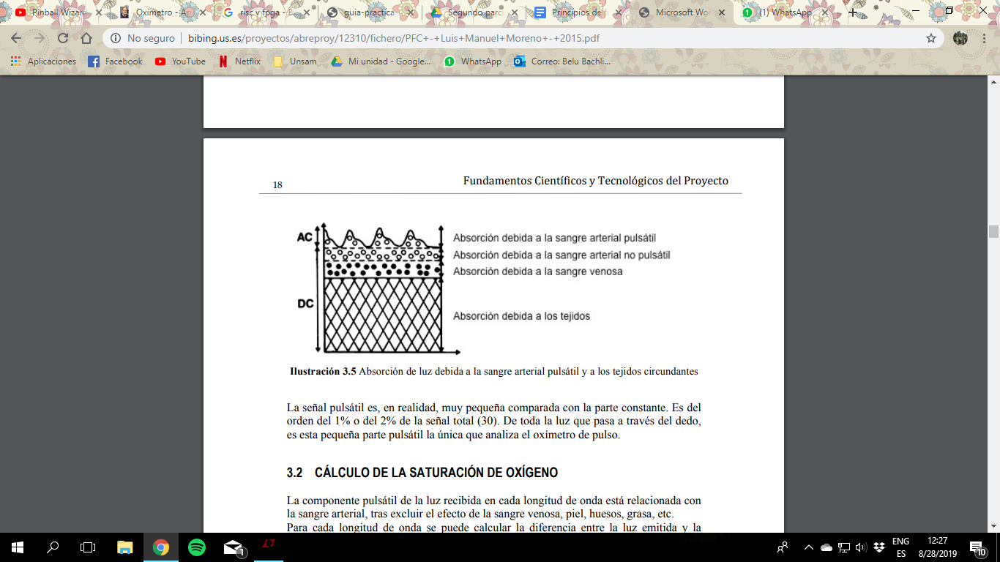 Pinball Wizard
Oxímetro - Ap
risc v fpga - B
guia-practica
Segundo parc
Principios de f
Microsoft Wor
(1) WhatsApp
No seguro | bibing.us.es/proyectos/abreproy/12310/fichero/PFC+-+Luis+Manuel+Moreno+-+2015.pdf
Aplicaciones Facebook YouTube Netflix Unsam Mi unidad - Google... WhatsApp Correo: Belu Bachli...
18 Fundamentos Científicos y Tecnológicos del Proyecto
AC
Absorción debida a la sangre arterial pulsátil
Absorción debida a la sangre arterial no pulsátil
Absorción debida a la sangre venosa
DC
Absorción debida a los tejidos
Ilustración 3.5 Absorción de luz debida a la sangre arterial pulsátil y a los tejidos circundantes
La señal pulsátil es, en realidad, muy pequeña comparada con la parte constante. Es del
orden del 1% o del 2% de la señal total (30). De toda la luz que pasa a través del dedo,
es esta pequeña parte pulsátil la única que analiza el oxímetro de pulso.
3.2 CÁLCULO DE LA SATURACIÓN DE OXÍGENO
La componente pulsátil de la luz recibida en cada longitud de onda está relacionada con
la sangre arterial, tras excluir el efecto de la sangre venosa, piel, huesos, grasa, etc.
Para cada longitud de onda se puede calcular la diferencia entre la luz emitida y la
1
ENG
ES
12:27
8/28/2019
10